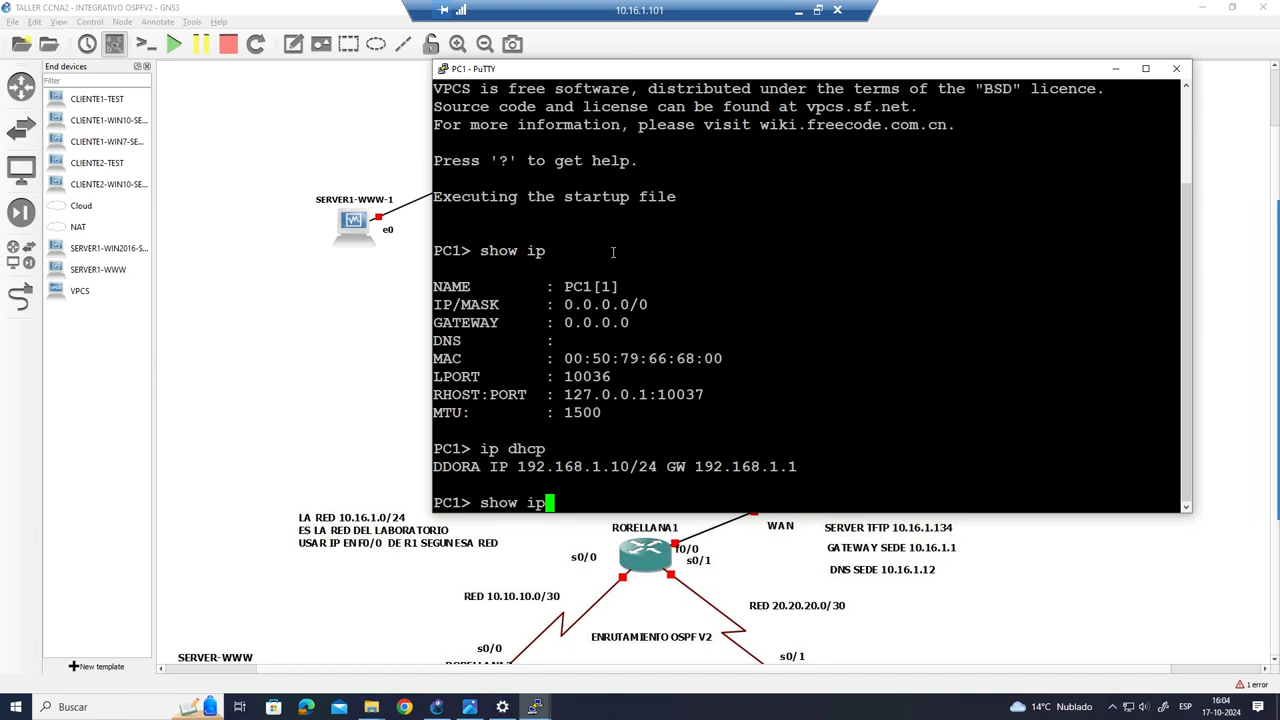 TALLER CCNA2 - INTEGRATIVO OSPFV2 - GNS3
10.16.1.101
File Edit View Control Node Annotate Tools Help
End devices
Filter
CLIENTE1-TEST
CLIENTE1-WIN10-SE...
CLIENTE1-WIN7-SE...
CLIENTE2-TEST
CLIENTE2-WIN10-SE...
Cloud
NAT
SERVER1-WIN2016-S...
SERVER1-WWW
VPCS
New template
SERVER1-WWW-1
e0
PC1 - PuTTY
VPCS is free software, distributed under the terms of the "BSD" licence.
Source code and license can be found at vpcs.sf.net.
For more information, please visit wiki.freecode.com.cn.
Press '?' to get help.
Executing the startup file
PC1> show ip
NAME : PC1[1]
IP/MASK : 0.0.0.0/0
GATEWAY : 0.0.0.0
DNS :
MAC : 00:50:79:66:68:00
LPORT : 10036
RHOST:PORT : 127.0.0.1:10037
MTU: : 1500
PC1> ip dhcp
DDORA IP 192.168.1.10/24 GW 192.168.1.1
PC1> show ip
LA RED 10.16.1.0/24
ES LA RED DEL LABORATORIO
USAR IP EN F0/0 DE R1 SEGUN ESA RED
RORELLANA1
WAN
SERVER TFTP 10.16.1.134
GATEWAY SEDE 10.16.1.1
DNS SEDE 10.16.1.12
f0/0
s0/0
s0/1
RED 10.10.10.0/30
RED 20.20.20.0/30
ENRUTAMIENTO OSPF V2
s0/0
s0/1
SERVER-WWW
1 error
Buscar
14°C Nublado
ESP
16:04
17-10-2024